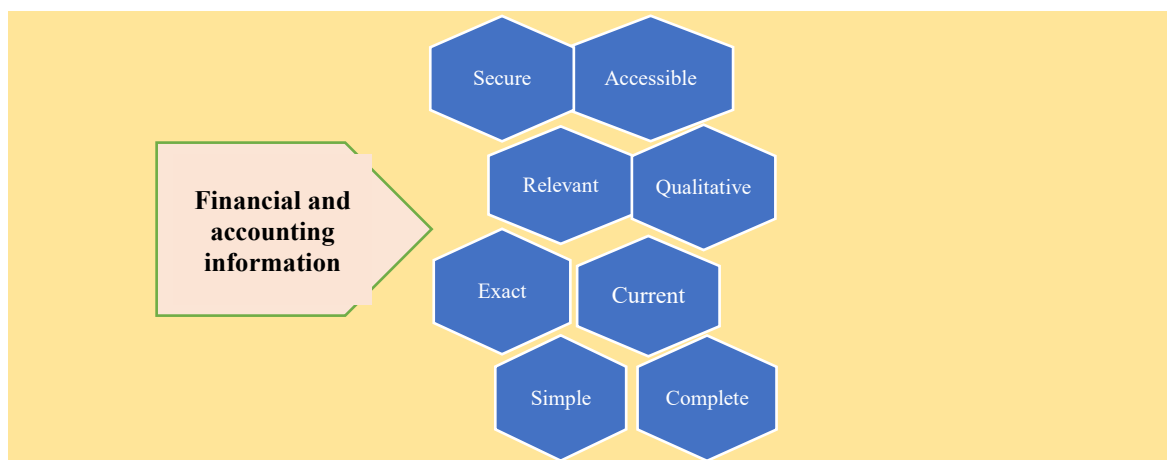 Secure
Accessible
Relevant
Qualitative
Financial and
accounting
information
Exact
Current
Simple
Complete